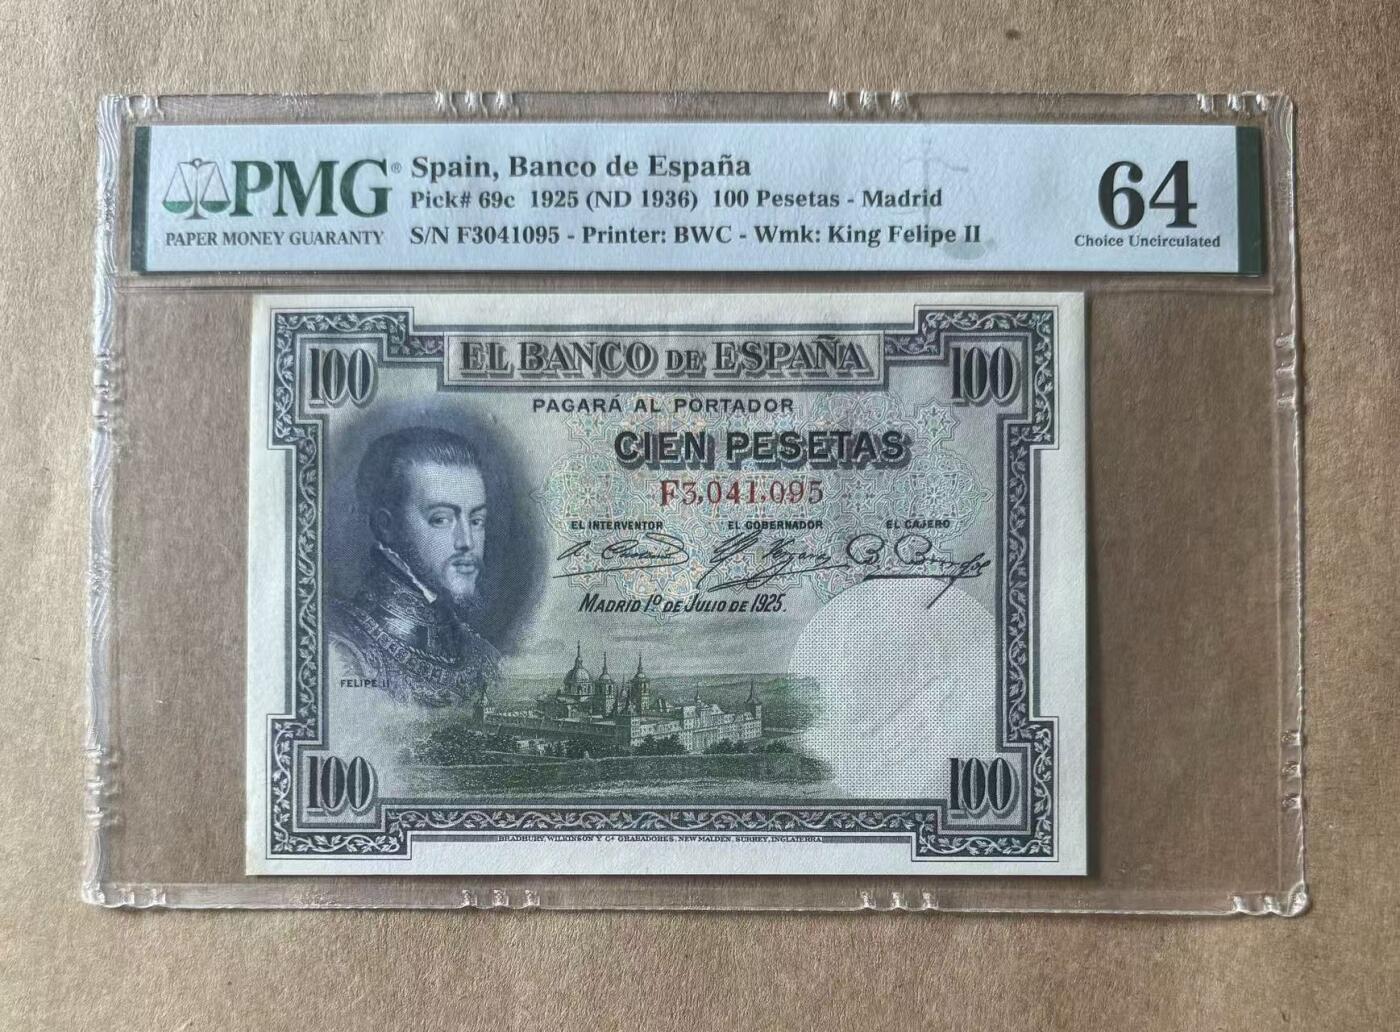 PMG®
PAPER MONEY GUARANTY
Spain, Banco de España
Pick# 69c 1925 (ND 1936) 100 Pesetas - Madrid
S/N F3041095 - Printer: BWC - Wmk: King Felipe II
64
Choice Uncirculated
100
EL BANCO DE ESPAÑA
100
PAGARÁ AL PORTADOR
CIEN PESETAS
F3,041,095
EL INTERVENTOR
EL GOBERNADOR
EL CAJERO
MADRID 1º DE JULIO DE 1925.
FELIPE II
100
100
BRADBURY, WILKINSON Y Cª GRABADORES, NEW MALDEN, SURREY, INGLATERRA